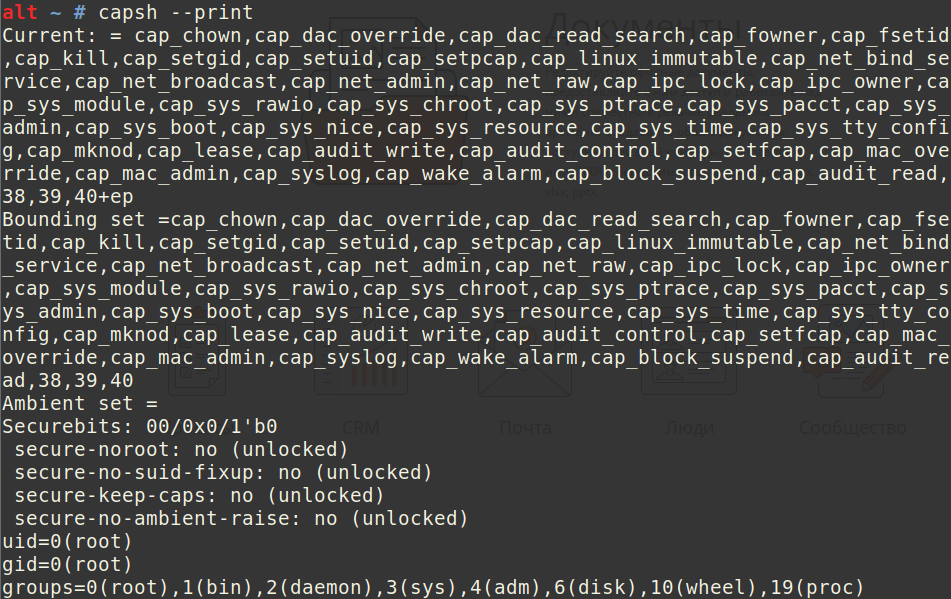 alt ~ # capsh --print
Current: = cap_chown,cap_dac_override,cap_dac_read_search,cap_fowner,cap_fsetid
,cap_kill,cap_setgid,cap_setuid,cap_setpcap,cap_linux_immutable,cap_net_bind_se
rvice,cap_net_broadcast,cap_net_admin,cap_net_raw,cap_ipc_lock,cap_ipc_owner,ca
p_sys_module,cap_sys_rawio,cap_sys_chroot,cap_sys_ptrace,cap_sys_pacct,cap_sys_
admin,cap_sys_boot,cap_sys_nice,cap_sys_resource,cap_sys_time,cap_sys_tty_confi
g,cap_mknod,cap_lease,cap_audit_write,cap_audit_control,cap_setfcap,cap_mac_ove
rride,cap_mac_admin,cap_syslog,cap_wake_alarm,cap_block_suspend,cap_audit_read,
38,39,40+ep
Bounding set =cap_chown,cap_dac_override,cap_dac_read_search,cap_fowner,cap_fse
tid,cap_kill,cap_setgid,cap_setuid,cap_setpcap,cap_linux_immutable,cap_net_bind
_service,cap_net_broadcast,cap_net_admin,cap_net_raw,cap_ipc_lock,cap_ipc_owner
,cap_sys_module,cap_sys_rawio,cap_sys_chroot,cap_sys_ptrace,cap_sys_pacct,cap_s
ys_admin,cap_sys_boot,cap_sys_nice,cap_sys_resource,cap_sys_time,cap_sys_tty_co
nfig,cap_mknod,cap_lease,cap_audit_write,cap_audit_control,cap_setfcap,cap_mac_
override,cap_mac_admin,cap_syslog,cap_wake_alarm,cap_block_suspend,cap_audit_re
ad,38,39,40
Ambient set =
Securebits: 00/0x0/1'b0
 secure-noroot: no (unlocked)
 secure-no-suid-fixup: no (unlocked)
 secure-keep-caps: no (unlocked)
 secure-no-ambient-raise: no (unlocked)
uid=0(root)
gid=0(root)
groups=0(root),1(bin),2(daemon),3(sys),4(adm),6(disk),10(wheel),19(proc)
Документы
CRM
Почта
Люди
Сообщество